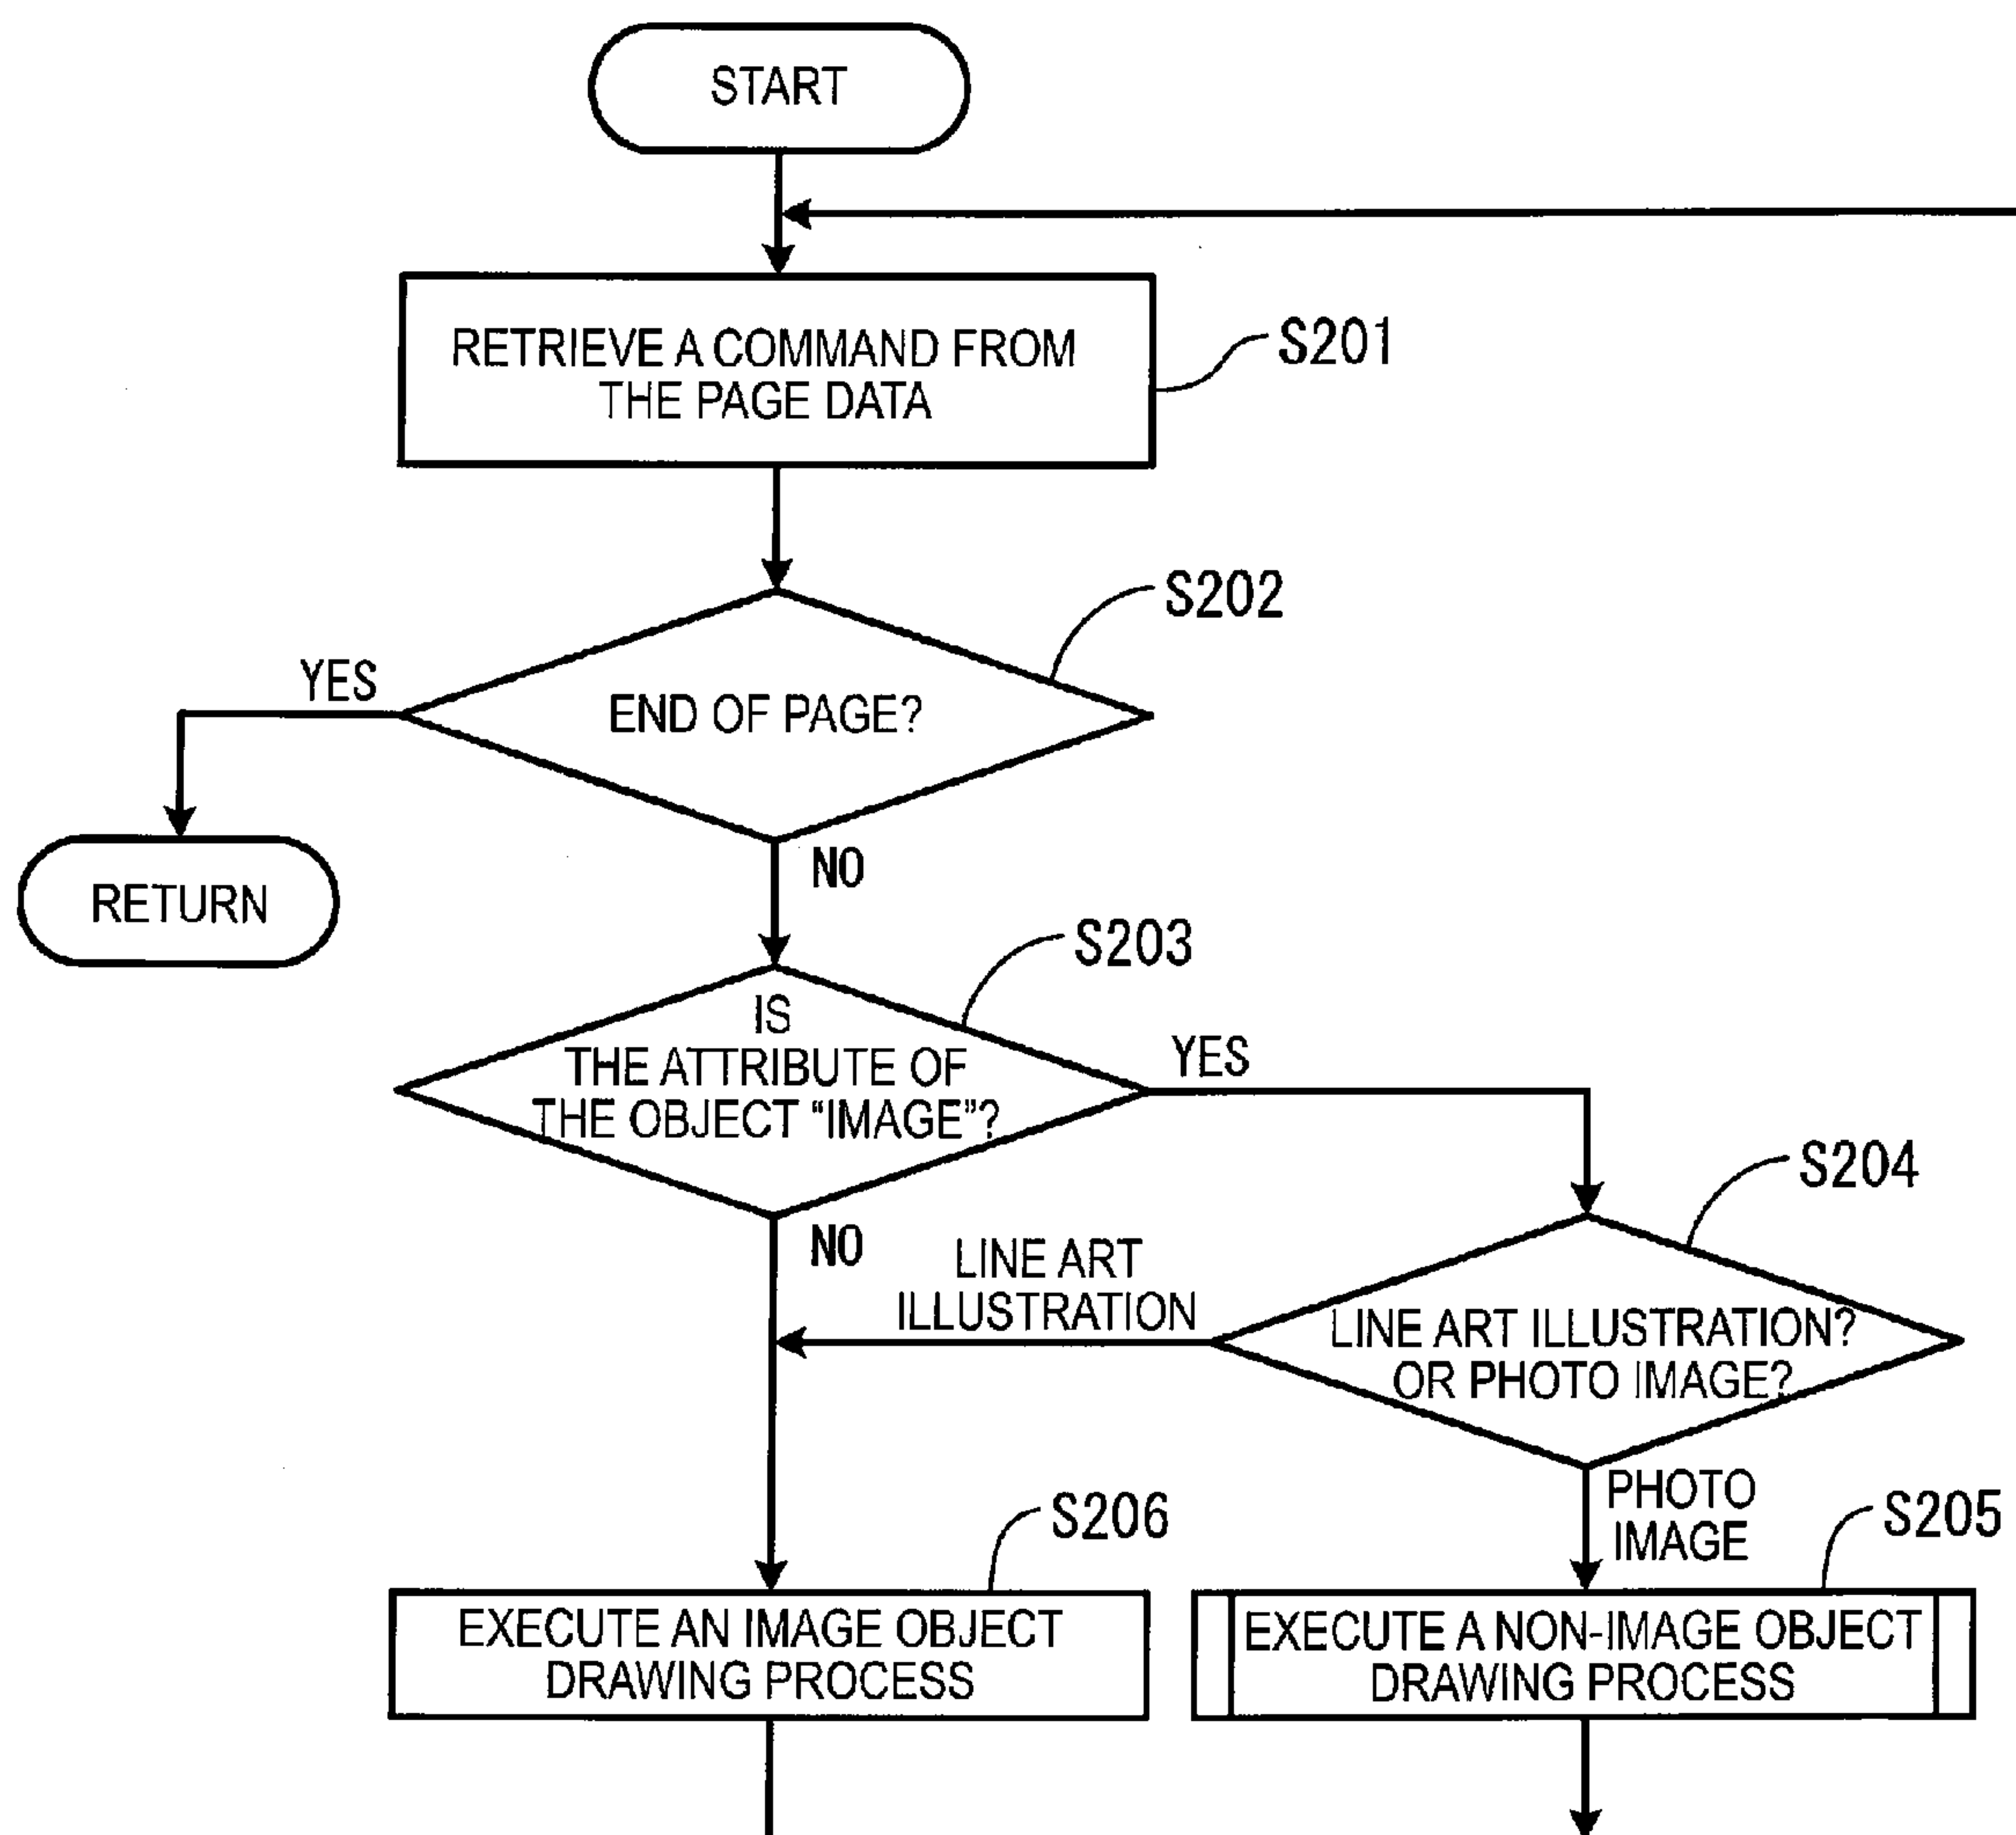 START
RETRIEVE A COMMAND FROM
THE PAGE DATA
S201
S202
END OF PAGE?
YES
RETURN
NO
S203
IS
THE ATTRIBUTE OF
THE OBJECT “IMAGE”?
YES
S204
NO
LINE ART
ILLUSTRATION
LINE ART ILLUSTRATION?
OR PHOTO IMAGE?
PHOTO
IMAGE
S206
EXECUTE AN IMAGE OBJECT
DRAWING PROCESS
S205
EXECUTE A NON-IMAGE OBJECT
DRAWING PROCESS